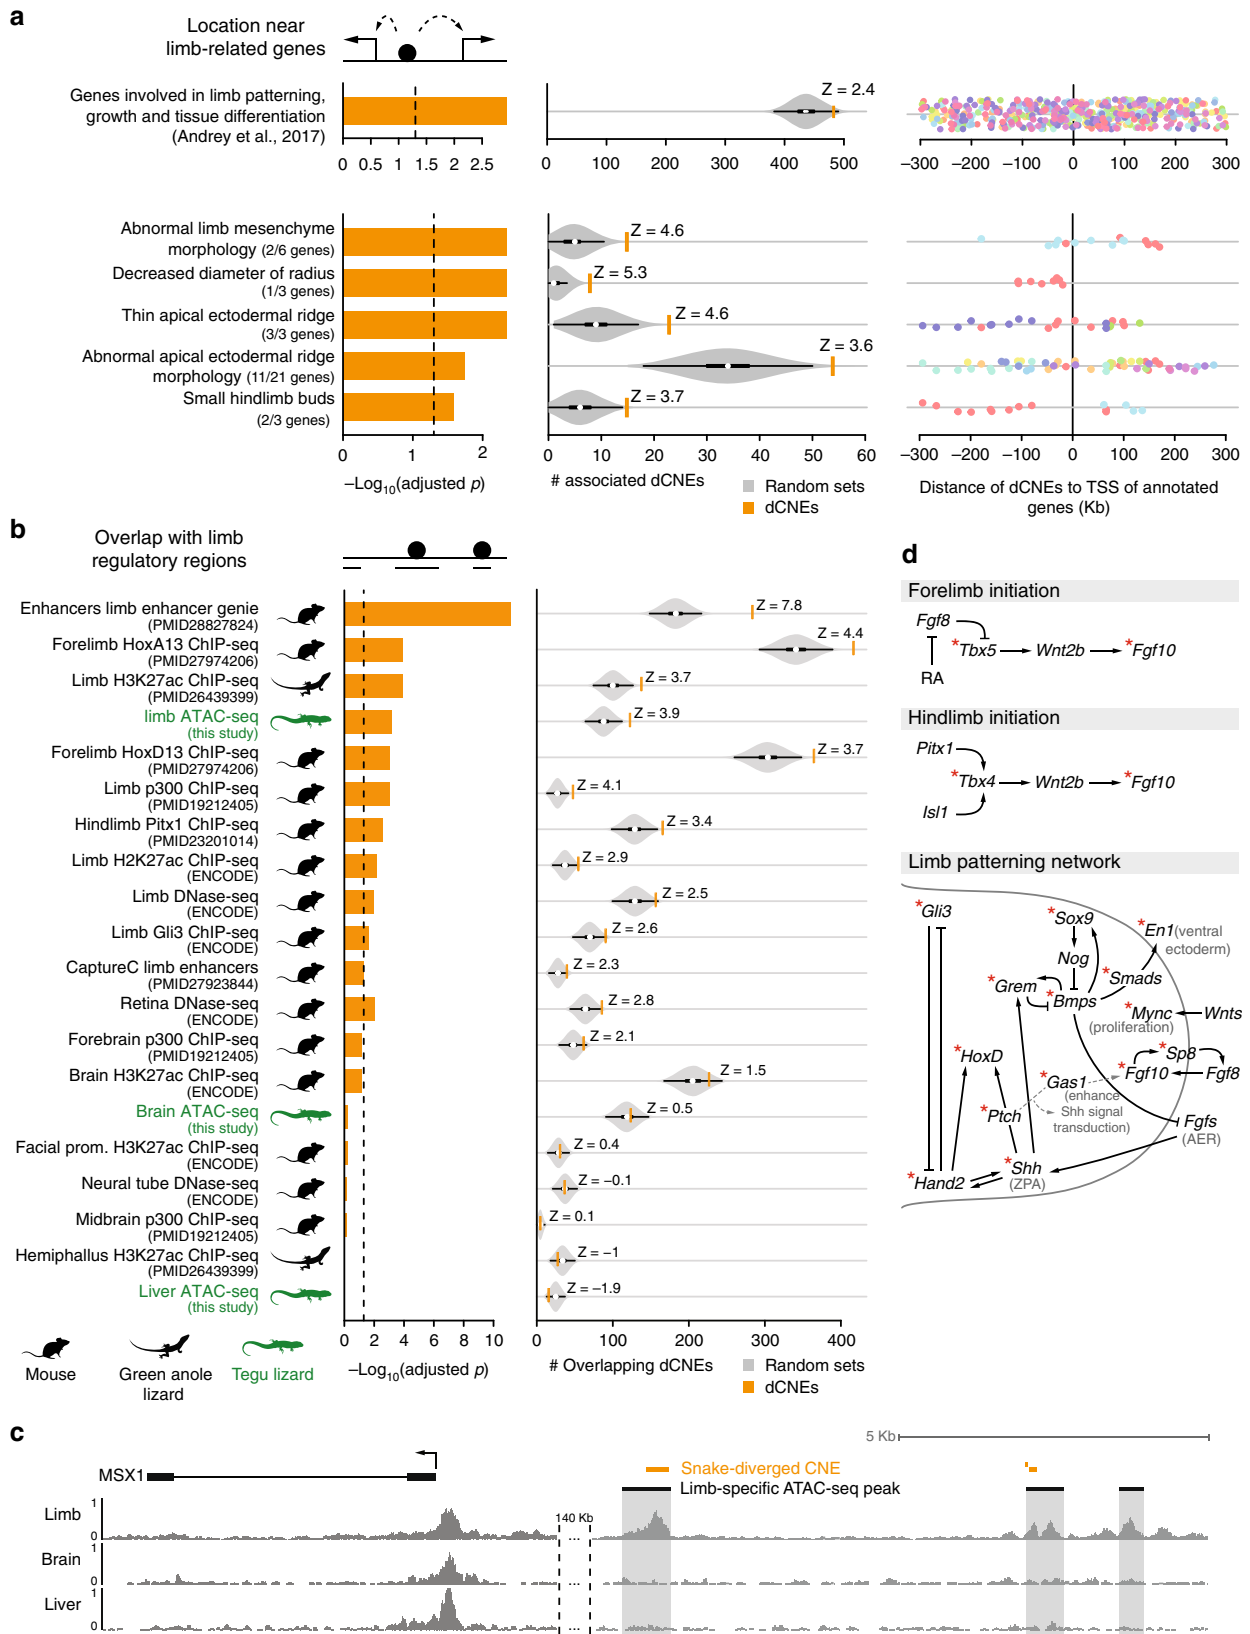 a
Location near
limb-related genes
Genes involved in limb patterning,
growth and tissue differentiation
(Andrey et al., 2017)
0 0.5 1 1.5 2 2.5
Z = 2.4
0 100 200 300 400 500
−300 −200 −100 0 100 200 300
Abnormal limb mesenchyme
morphology (2/6 genes)
Decreased diameter of radius
(1/3 genes)
Thin apical ectodermal ridge
(3/3 genes)
Abnormal apical ectodermal ridge
morphology (11/21 genes)
Small hindlimb buds
(2/3 genes)
0 1 2
−Log10(adjusted p)
Z = 4.6
Z = 5.3
Z = 4.6
Z = 3.6
Z = 3.7
0 10 20 30 40 50 60
# associated dCNEs
Random sets
dCNEs
−300 −200 −100 0 100 200 300
Distance of dCNEs to TSS of annotated
genes (Kb)
b
Overlap with limb
regulatory regions
Enhancers limb enhancer genie
(PMID28827824)
Forelimb HoxA13 ChIP-seq
(PMID27974206)
Limb H3K27ac ChIP-seq
(PMID26439399)
limb ATAC-seq
(this study)
Forelimb HoxD13 ChIP-seq
(PMID27974206)
Limb p300 ChIP-seq
(PMID19212405)
Hindlimb Pitx1 ChIP-seq
(PMID23201014)
Limb H2K27ac ChIP-seq
(ENCODE)
Limb DNase-seq
(ENCODE)
Limb Gli3 ChIP-seq
(ENCODE)
CaptureC limb enhancers
(PMID27923844)
Retina DNase-seq
(ENCODE)
Forebrain p300 ChIP-seq
(PMID19212405)
Brain H3K27ac ChIP-seq
(ENCODE)
Brain ATAC-seq
(this study)
Facial prom. H3K27ac ChIP-seq
(ENCODE)
Neural tube DNase-seq
(ENCODE)
Midbrain p300 ChIP-seq
(PMID19212405)
Hemiphallus H3K27ac ChIP-seq
(PMID26439399)
Liver ATAC-seq
(this study)
0 2 4 6 8 10
−Log10(adjusted p)
Mouse
Green anole
lizard
Tegu lizard
Z = 7.8
Z = 4.4
Z = 3.7
Z = 3.9
Z = 3.7
Z = 4.1
Z = 3.4
Z = 2.9
Z = 2.5
Z = 2.6
Z = 2.3
Z = 2.8
Z = 2.1
Z = 1.5
Z = 0.5
Z = 0.4
Z = −0.1
Z = 0.1
Z = −1
Z = −1.9
0 100 200 300 400
# Overlapping dCNEs
Random sets
dCNEs
d
Forelimb initiation
Fgf8
*Tbx5 Wnt2b *Fgf10
RA
Hindlimb initiation
Pitx1
*Tbx4 Wnt2b *Fgf10
Isl1
Limb patterning network
*Gli3 *Sox9 *En1 (ventral
ectoderm)
Nog
*Grem *Smads
*Bmps
*Mync Wnts
(proliferation)
*HoxD *Sp8
*Gas1 *Fgf10 Fgf8
(enhance
Shh signal
transduction)
*Ptch
Fgfs
(AER)
*Shh
(ZPA)
*Hand2
c
5 Kb
MSX1
Snake-diverged CNE
Limb-specific ATAC-seq peak
Limb
1
0
140 Kb
...
Brain
1
0
...
Liver
1
0
...